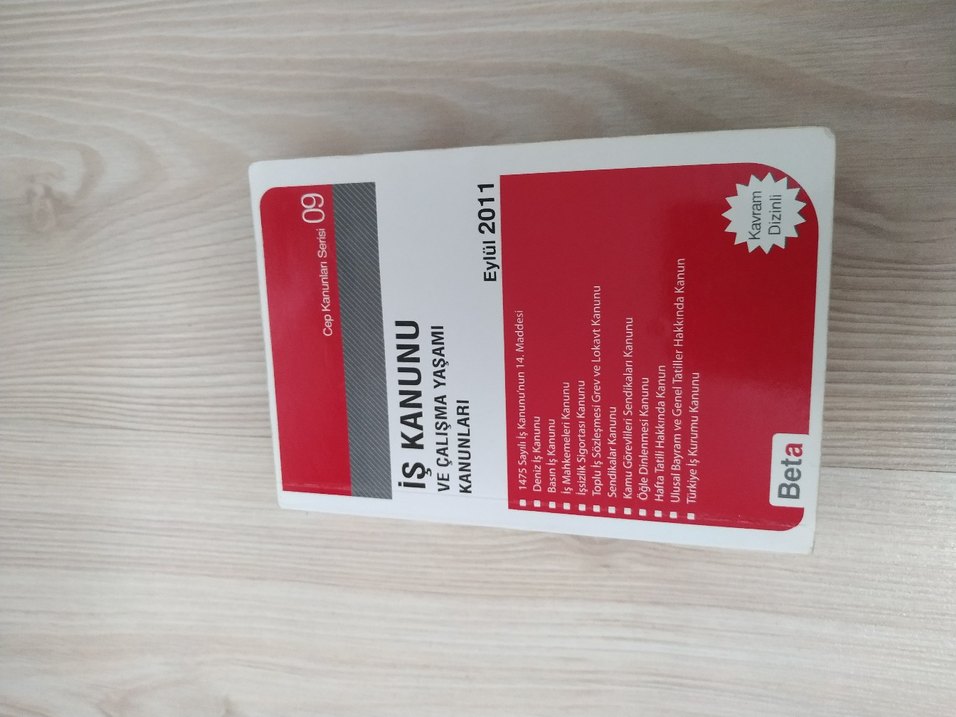 Cep Kanunları Serisi 09
İŞ KANUNU
VE ÇALIŞMA YAŞAMI
KANUNLARI
Eylül 2011
1475 Sayılı İş Kanunu'nun 14. Maddesi
Deniz İş Kanunu
Basın İş Kanunu
İş Mahkemeleri Kanunu
İşsizlik Sigortası Kanunu
Toplu İş Sözleşmesi Grev ve Lokavt Kanunu
Sendikalar Kanunu
Kamu Görevlileri Sendikaları Kanunu
Öğle Dinlenmesi Kanunu
Hafta Tatili Hakkında Kanun
Ulusal Bayram ve Genel Tatiller Hakkında Kanun
Türkiye İş Kurumu Kanunu
Kavram
Dizinli
Beta